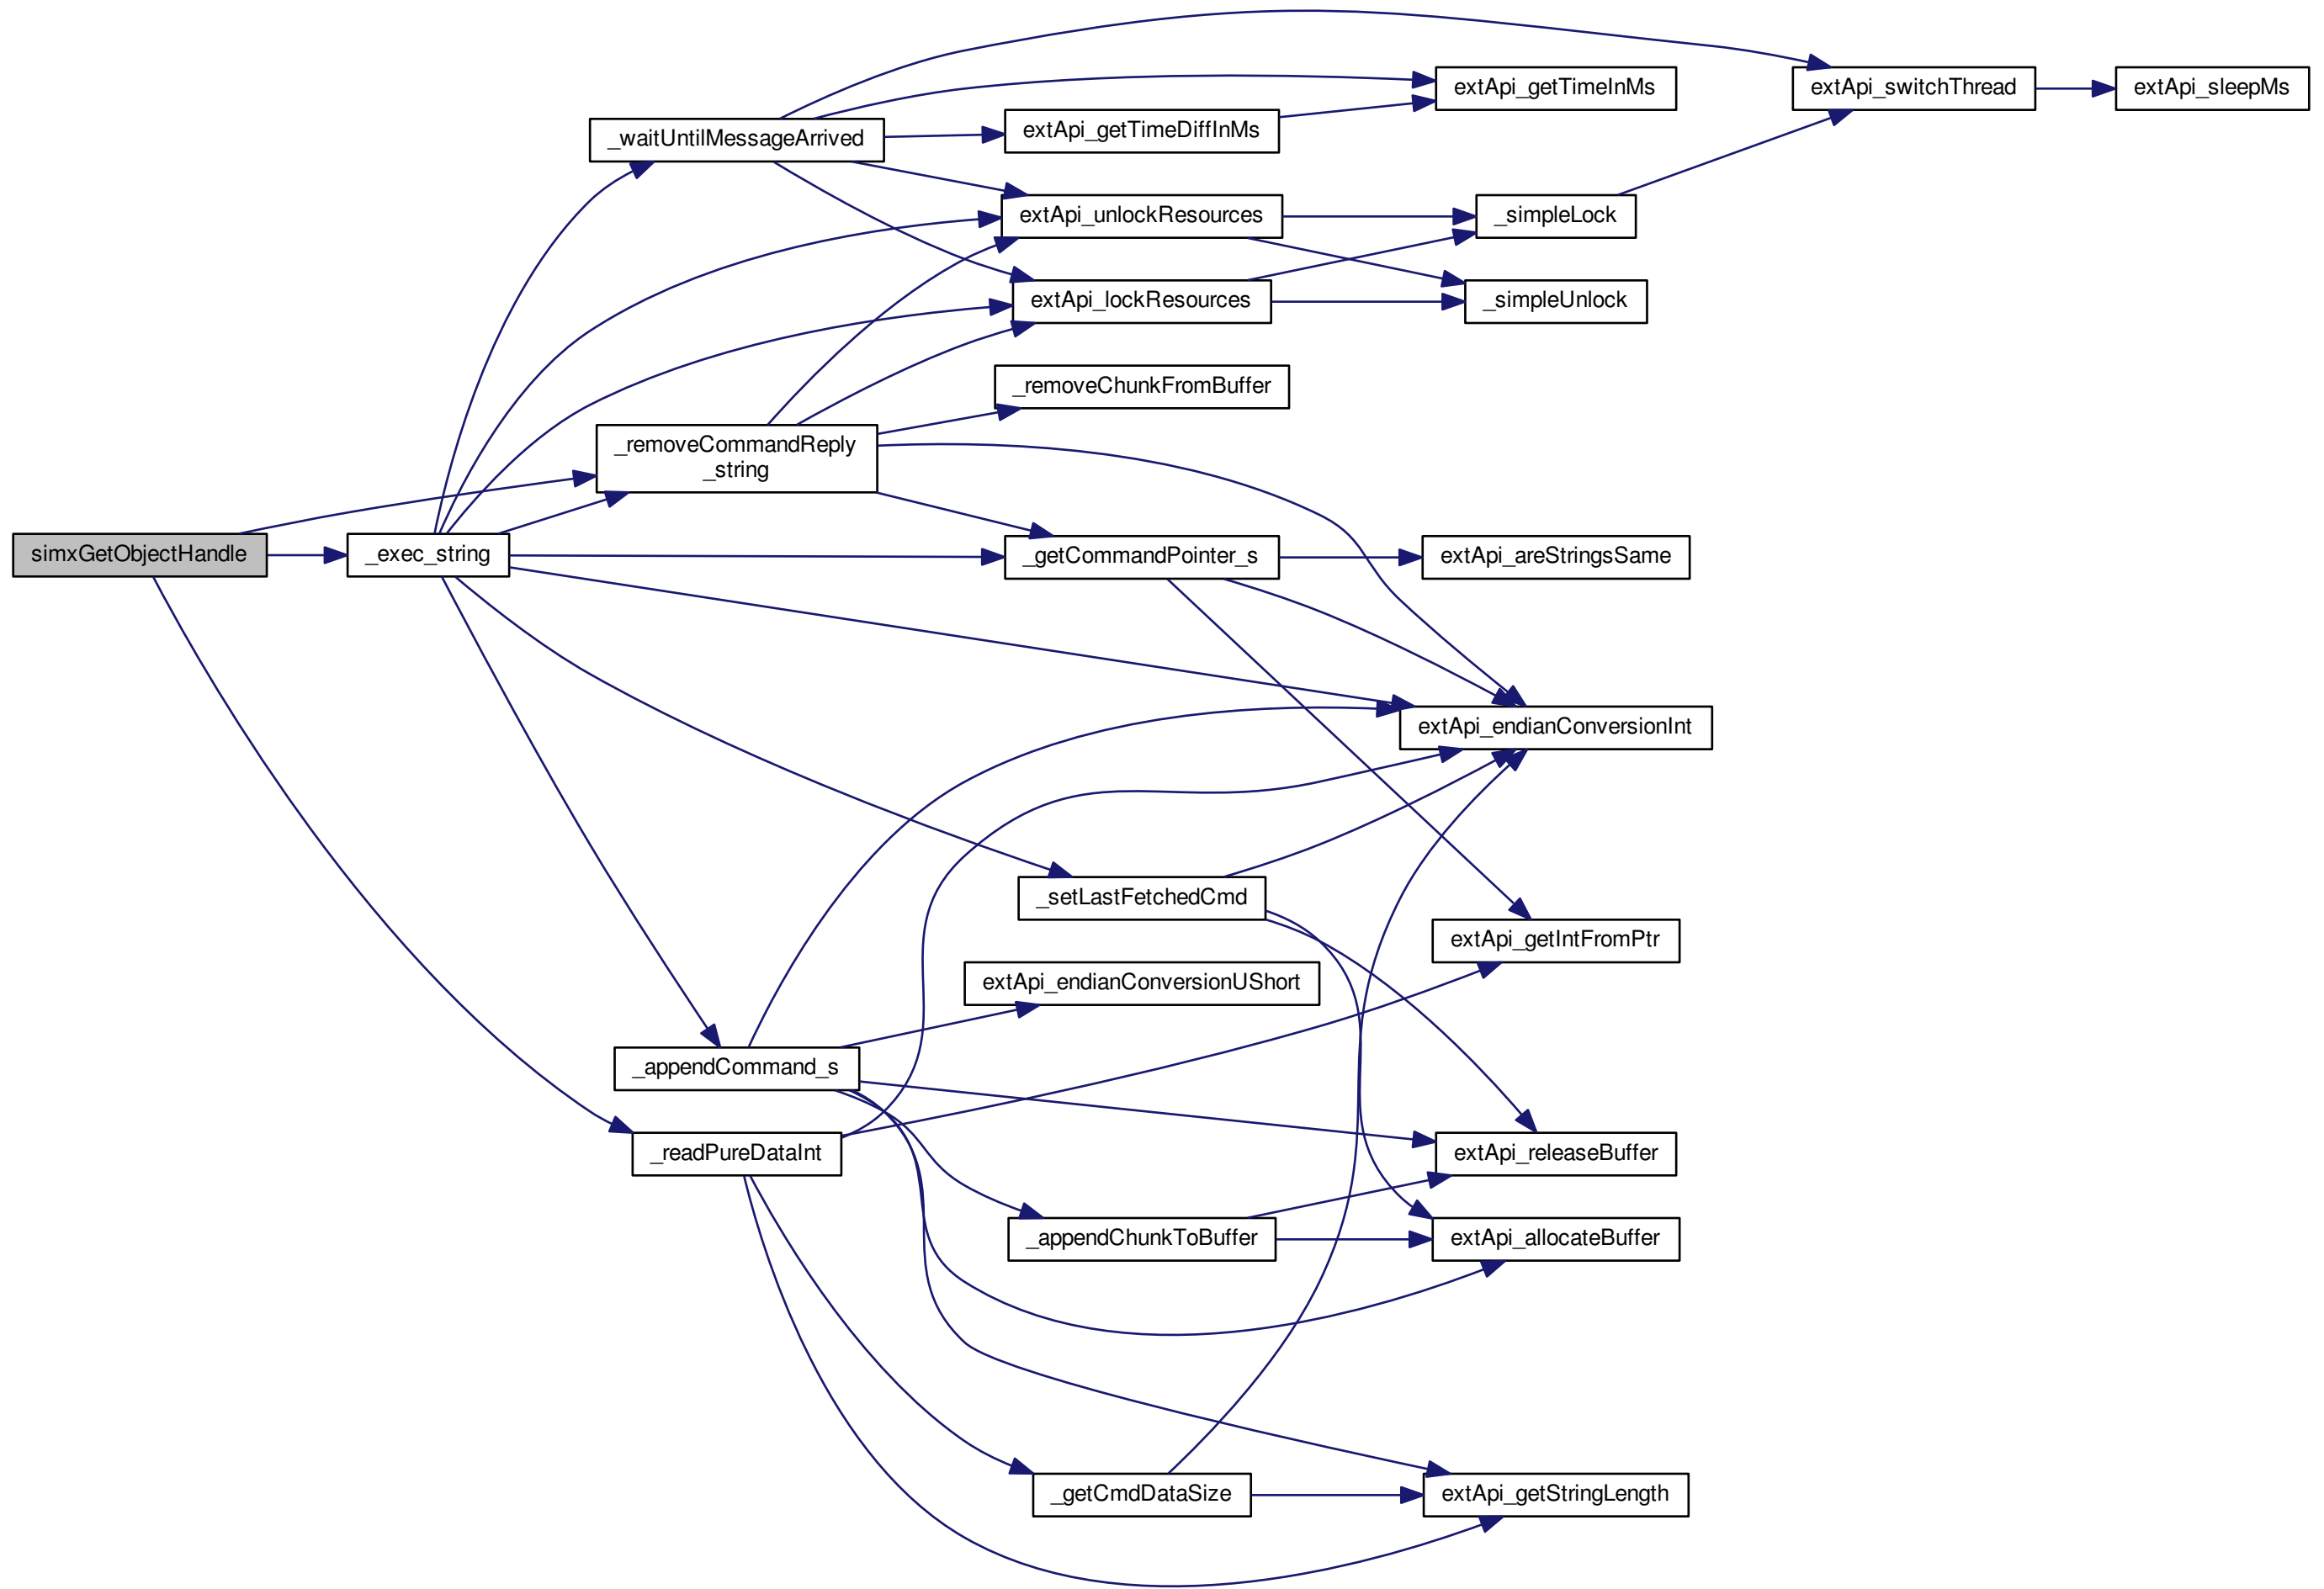 extApi_getTimeInMs
extApi_switchThread
extApi_sleepMs
_waitUntilMessageArrived
extApi_getTimeDiffInMs
extApi_unlockResources
_simpleLock
extApi_lockResources
_simpleUnlock
_removeChunkFromBuffer
_removeCommandReply
_string
simxGetObjectHandle
_exec_string
_getCommandPointer_s
extApi_areStringsSame
extApi_endianConversionInt
_setLastFetchedCmd
extApi_getIntFromPtr
extApi_endianConversionUShort
_appendCommand_s
_readPureDataInt
extApi_releaseBuffer
_appendChunkToBuffer
extApi_allocateBuffer
_getCmdDataSize
extApi_getStringLength